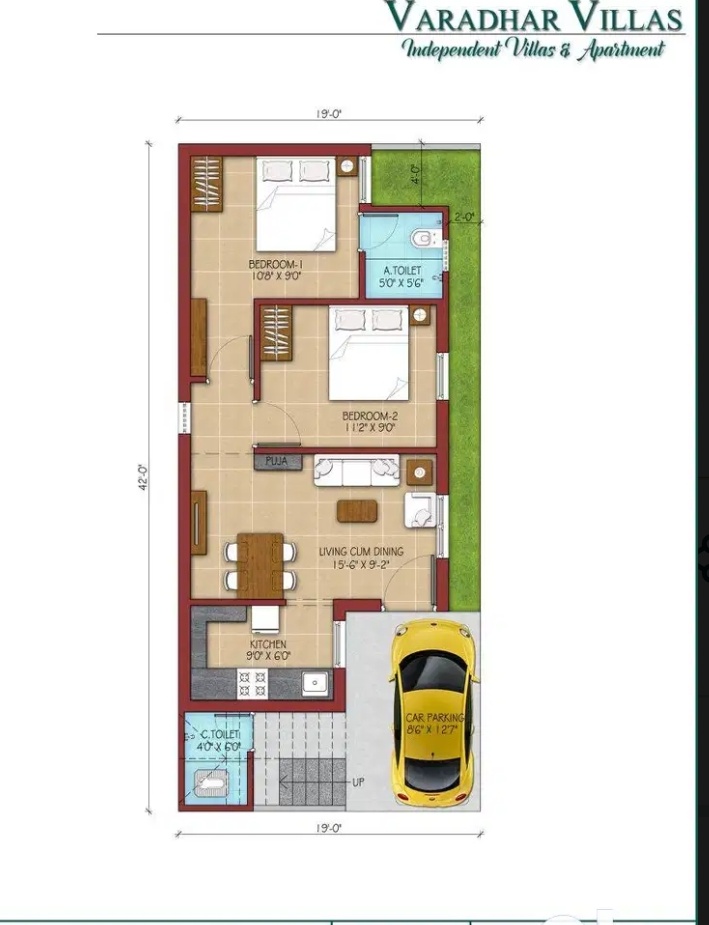 VARADHAR VILLAS
Independent Villas & Apartment
19'-0"
4'-0"
2'-0"
BEDROOM-1
10'8" X 9'0"
A.TOILET
5'0" X 5'6"
BEDROOM-2
11'2" X 9'0"
42'-0"
PUJA
LIVING CUM DINING
15'-6" X 9'-2"
KITCHEN
9'0" X 6'0"
CAR PARKING
8'6" X 12'7"
C.TOILET
4'0" X 6'0"
UP
19'-0"